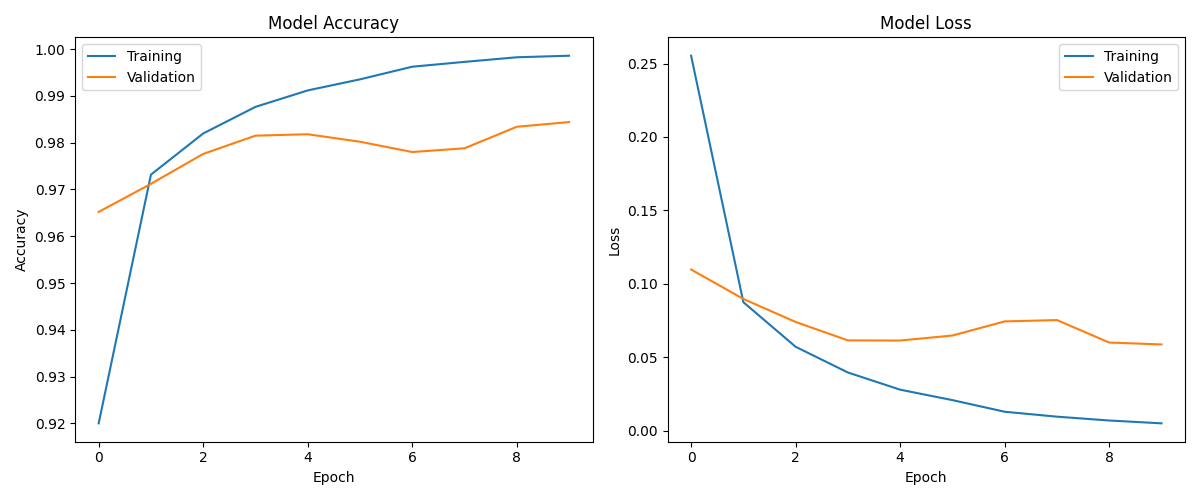 Model Accuracy
Training
Validation
1.00
0.99
0.98
0.97
0.96
0.95
0.94
0.93
0.92
Accuracy
0 2 4 6 8
Epoch
Model Loss
Training
Validation
0.25
0.20
0.15
0.10
0.05
0.00
Loss
0 2 4 6 8
Epoch